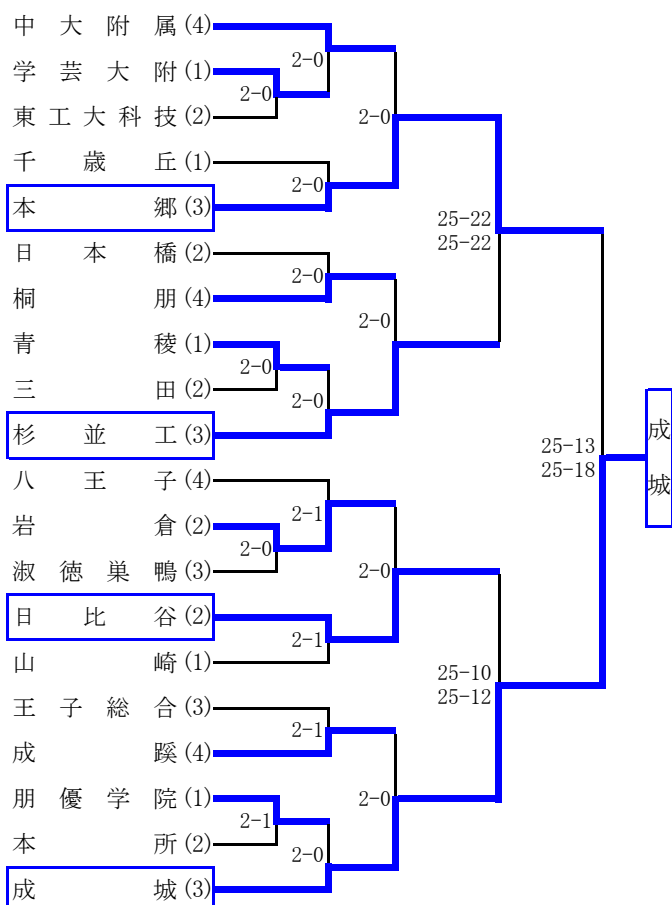 中大附属(4)
2-0
学芸大附(1)
2-0
東工大科技(2)
2-0
千歳丘(1)
2-0
本郷(3)
25-22
25-22
日本橋(2)
2-0
桐朋(4)
2-0
青稜(1)
2-0
三田(2)
2-0
杉並工(3)
成城
25-13
25-18
八王子(4)
2-1
岩倉(2)
2-0
淑徳巣鴨(3)
2-0
日比谷(2)
2-1
山崎(1)
25-10
25-12
王子総合(3)
2-1
成蹊(4)
朋優学院(1)
2-0
2-1
本所(2)
2-0
成城(3)